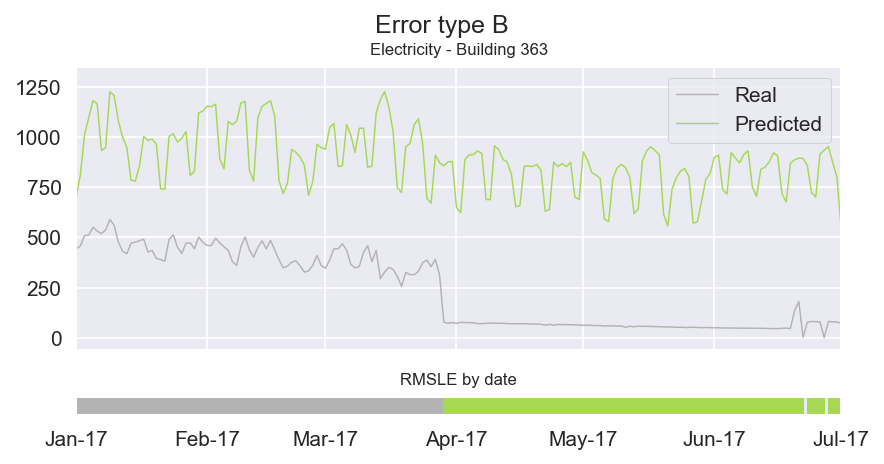 Error type B
Electricity - Building 363
1250
1000
750
500
250
0
Real
Predicted
RMSLE by date
Jan-17 Feb-17 Mar-17 Apr-17 May-17 Jun-17 Jul-17